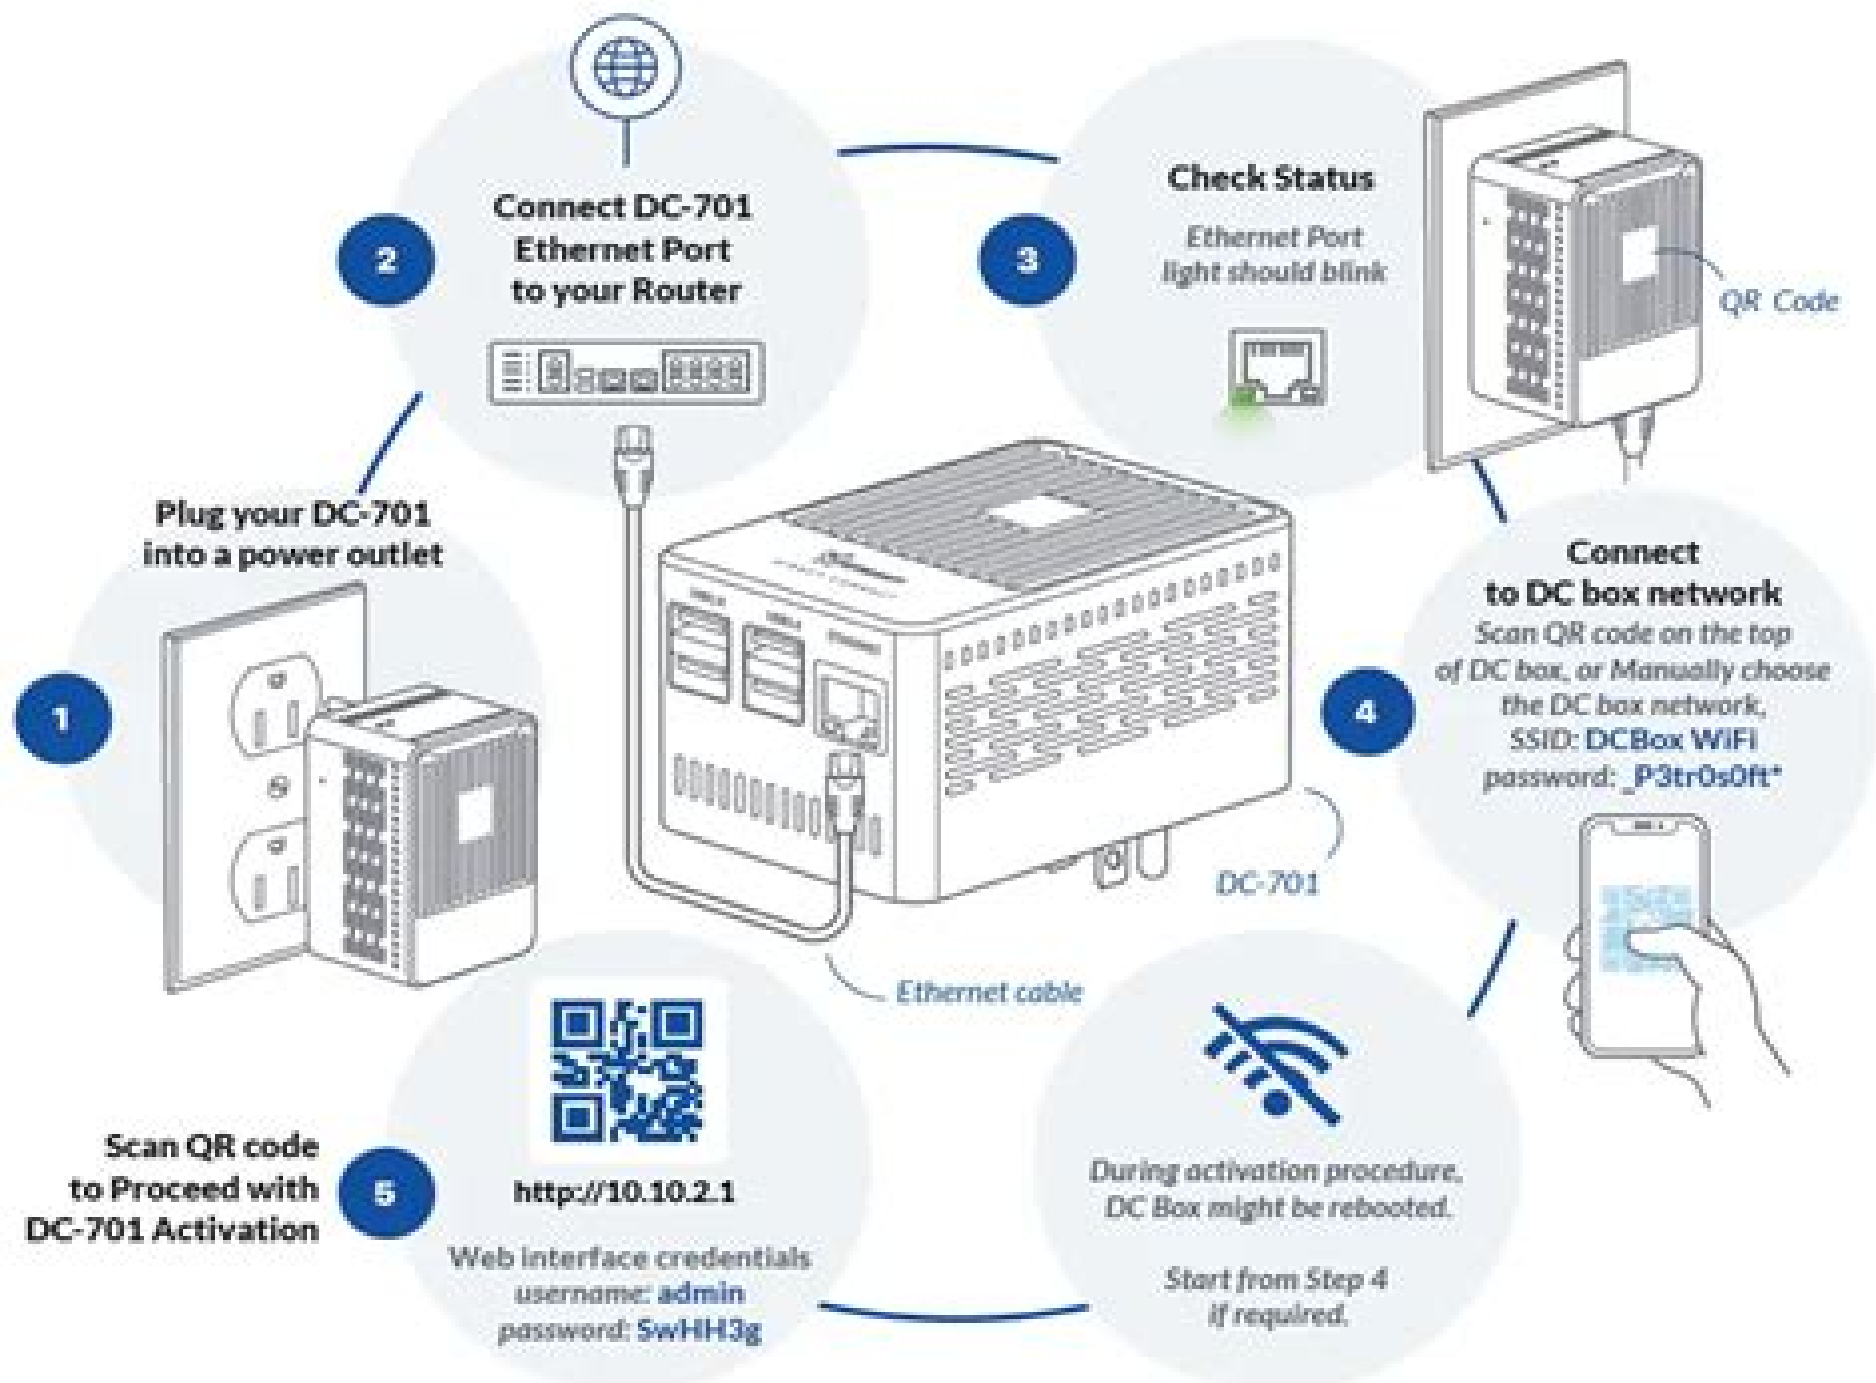 Plug your DC-701
into a power outlet
1
2
Connect DC-701
Ethernet Port
to your Router
3
Check Status
Ethernet Port
light should blink
QR Code
4
Connect
to DC box network
Scan QR code on the top
of DC box, or Manually choose
the DC box network,
SSID: DCBox WiFi
password: _P3tr0s0ft*
ETHERNET
DC-701
Ethernet cable
Scan QR code
to Proceed with
DC-701 Activation
5
http://10.10.2.1
Web interface credentials
username: admin
password: SwHH3g
During activation procedure,
DC Box might be rebooted.
Start from Step 4
if required.